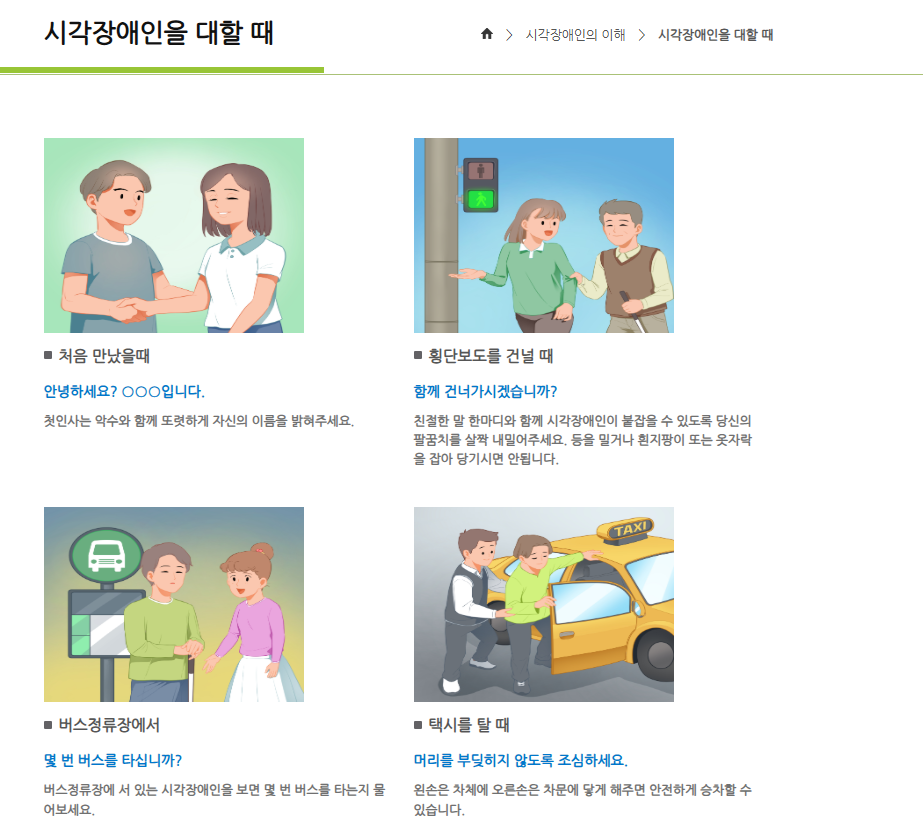 시각장애인을 대할 때
시각장애인의 이해 > 시각장애인을 대할 때
처음 만났을때
안녕하세요? ○○○입니다.
첫인사는 악수와 함께 또렷하게 자신의 이름을 밝혀주세요.
횡단보도를 건널 때
함께 건너가시겠습니까?
친절한 말 한마디와 함께 시각장애인이 붙잡을 수 있도록 당신의
팔꿈치를 살짝 내밀어주세요. 등을 밀거나 흰지팡이 또는 옷자락
을 잡아 당기시면 안됩니다.
버스정류장에서
몇 번 버스를 타십니까?
버스정류장에 서 있는 시각장애인을 보면 몇 번 버스를 타는지 물
어보세요.
TAXI
택시를 탈 때
머리를 부딪히지 않도록 조심하세요.
왼손은 차체에 오른손은 차문에 닿게 해주면 안전하게 승차할 수
있습니다.